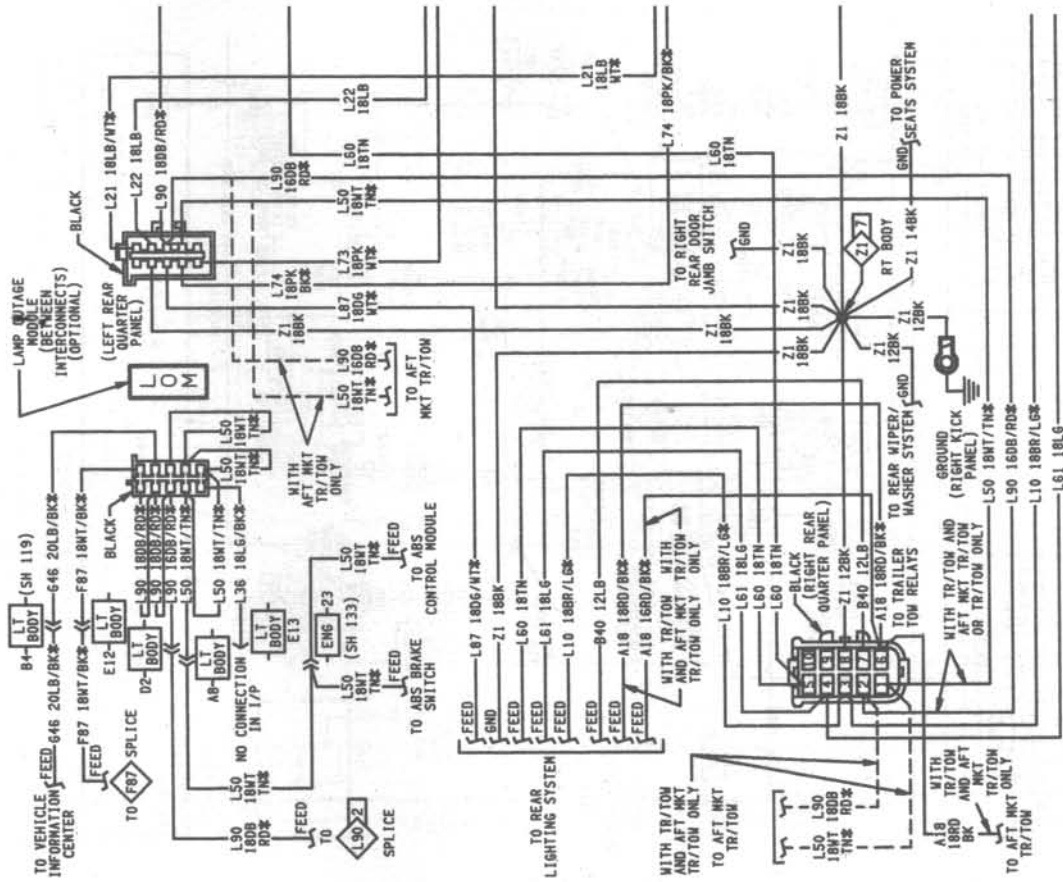 LAMP OUTAGE
MODULE
(BETWEEN
INTERCONNECTS)
(OPTIONAL)
(LEFT REAR
QUARTER
PANEL)
BLACK
L21 18LB/WT*
L22 18LB
L90 18DB/RD*
LOM
B4
LT
BODY
(SH 119)
TO VEHICLE
INFORMATION
CENTER
FEED
G46 20LB/BK*
G46 20LB/BK*
F87 18WT/BK*
F87 18WT/BK*
FEED
TO
F87
SPLICE
E12
LT
BODY
BLACK
D2
LT
BODY
L90 18DB/RD*
L90 18DB/RD*
L90 16DB/RD*
L50 18WT/TN*
L50 18WT/TN*
L36 18LG/BK*
L50
18WT
TN*
L50
18WT
TN*
A8
LT
BODY
NO CONNECTION
IN I/P
LT
BODY
E13
ENG
23
(SH 133)
L50
18WT
TN*
L90
18DB
RD*
FEED
TO
L90
2
SPLICE
L50
18WT
TN*
FEED
TO ABS BRAKE
SWITCH
L50
18WT
TN*
FEED
TO ABS
CONTROL MODULE
WITH
AFT MKT
TR/TOW
ONLY
L50
18WT
TN*
L90
16DB
RD*
TO AFT
MKT TR/TOW
Z1
18BK
L87
18DG
WT*
L74
18PK
BK*
L73
18PK
WT*
L50
18WT
TN*
L90
16DB
RD*
L60
18TN
L22
18LB
L21
18LB
WT*
L74 18PK/BK*
L60
18TN
TO REAR
LIGHTING SYSTEM
FEED
L87 18DG/WT*
GND
Z1 18BK
FEED
L60 18TN
FEED
L61 18LG
FEED
L10 18BR/LG*
FEED
B40 12LB
FEED
A18 18RD/BK*
FEED
A18 16RD/BK*
WITH TR/TOW
AND AFT MKT
TR/TOW
ONLY
WITH
TR/TOW
ONLY
Z1
18BK
Z1
18BK
Z1
18BK
Z1
18BK
TO RIGHT
REAR DOOR
JAMB SWITCH
GND
Z1 18BK
Z1
7
RT BODY
Z1 14BK
GND
TO POWER
SEATS SYSTEM
Z1
12BK
Z1
12BK
GND
TO REAR WIPER/
WASHER SYSTEM
GROUND
(RIGHT KICK
PANEL)
L10 18BR/LG*
L61 18LG
L60 18TN
L60 18TN
BLACK
(RIGHT REAR
QUARTER PANEL)
Z1 12BK
B40 12LB
A18 18RD/BK*
TO TRAILER
TOW RELAYS
WITH TR/TOW AND
AFT MKT TR/TOW
OR TR/TOW ONLY
L50 18WT/TN*
L90 16DB/RD*
L10 18BR/LG*
L61 18LG
WITH TR/TOW
AND AFT MKT
TR/TOW ONLY
TO AFT MKT
TR/TOW
L50
18WT
TN*
L90
18DB
RD*
A18
18RD
BK
WITH
TR/TOW
AND AFT
MKT
TR/TOW
ONLY
TO AFT MKT
TR/TOW